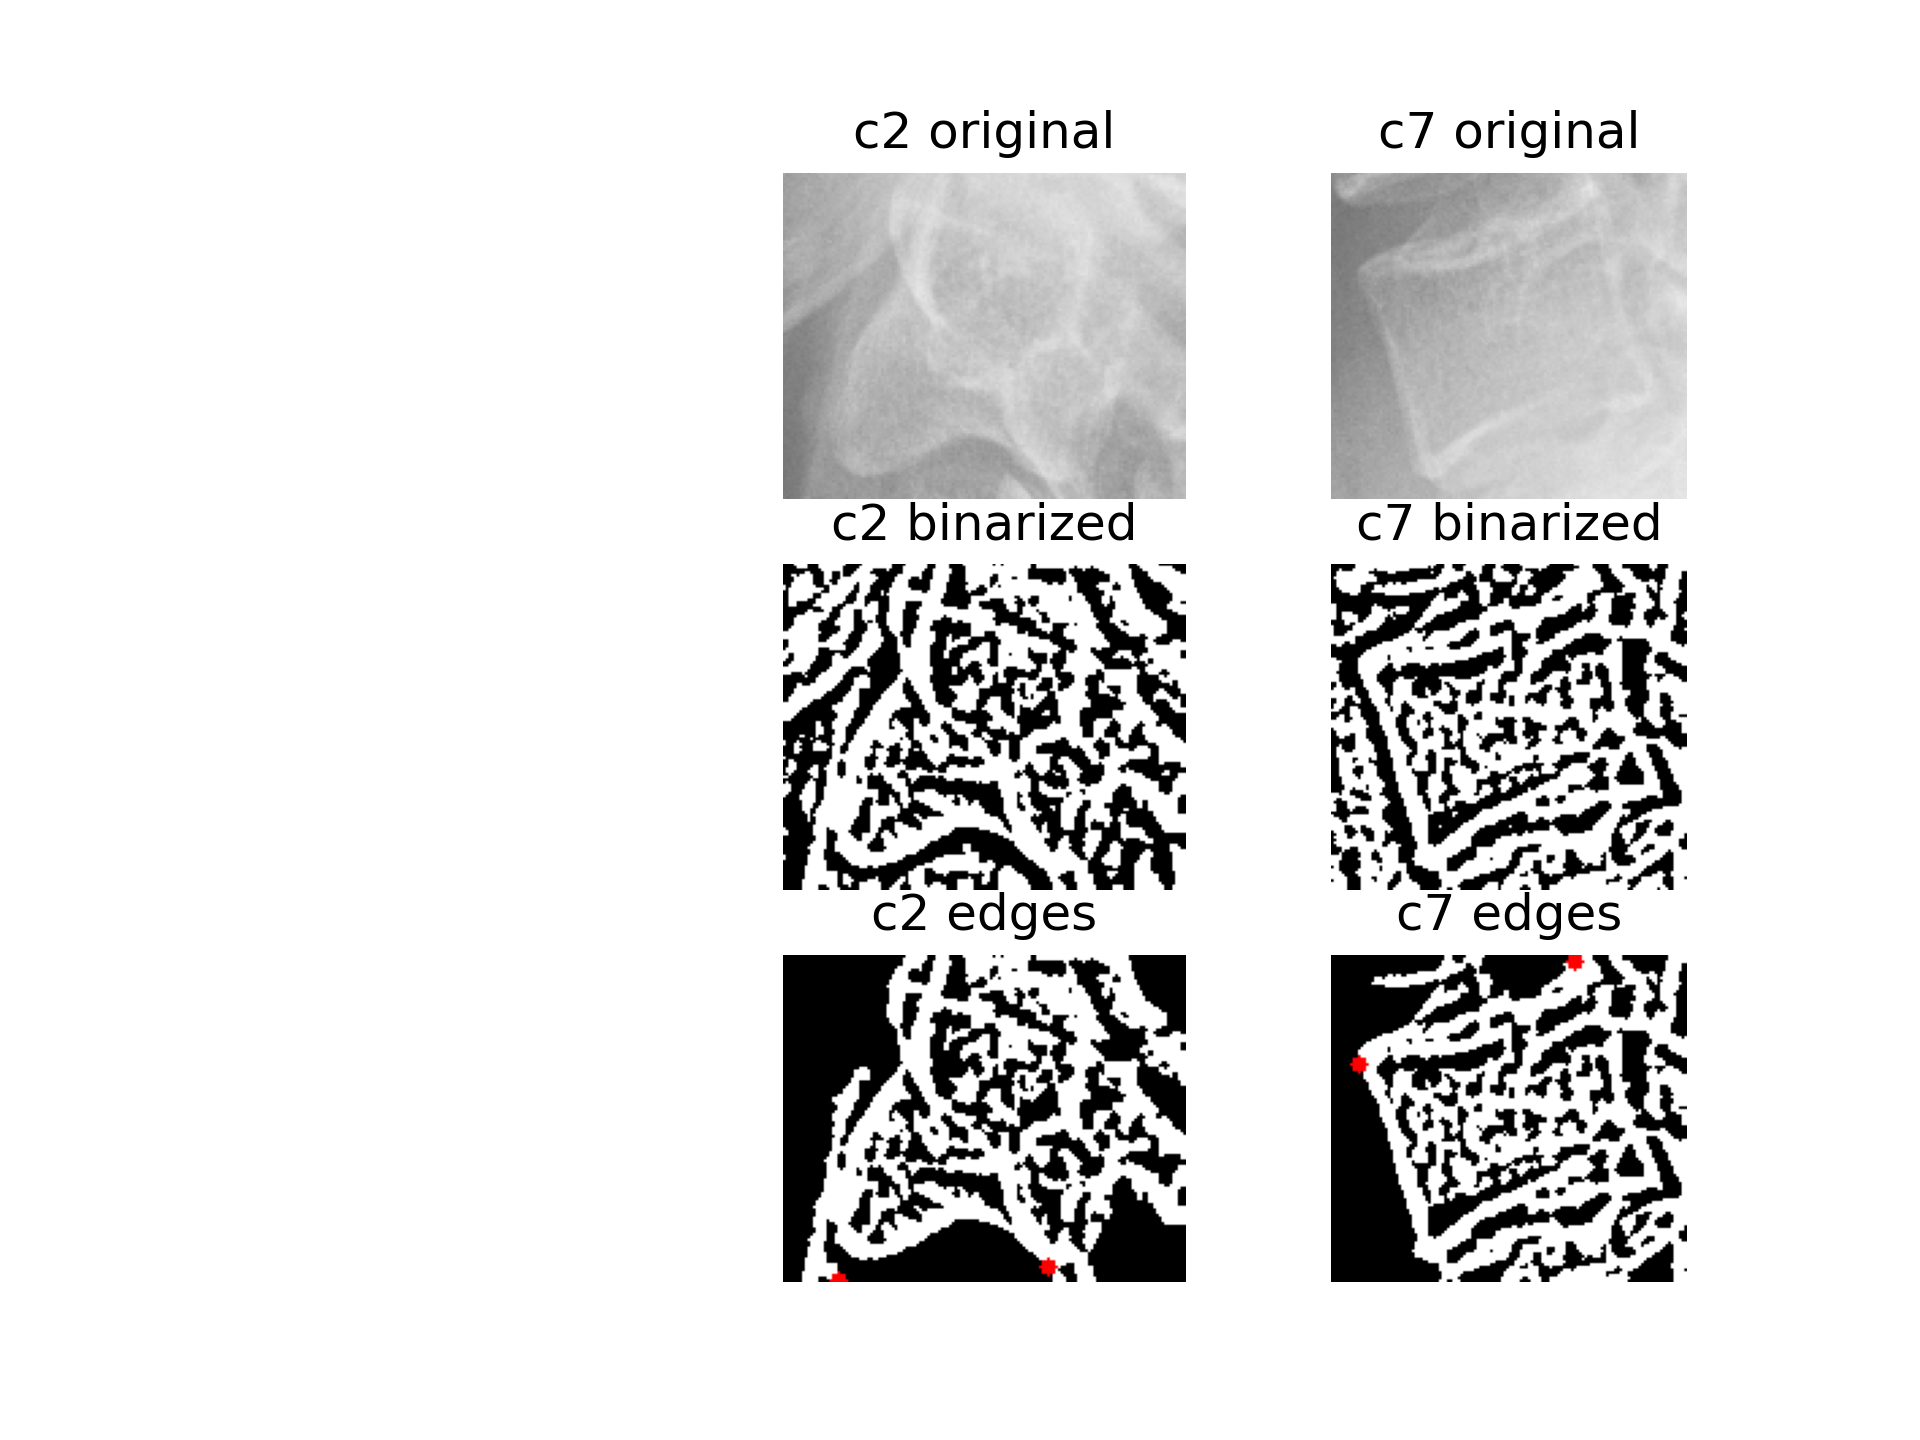 c2 original
c7 original
c2 binarized
c7 binarized
c2 edges
c7 edges